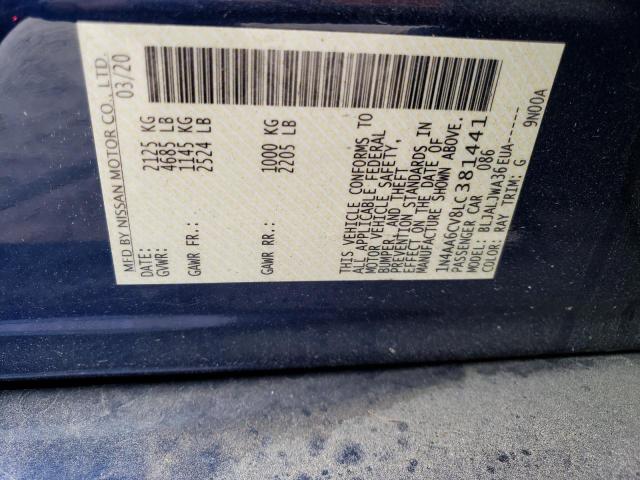 MFD BY NISSAN MOTOR CO., LTD.
DATE: 03/20
GVWR: 2125 KG
4685 LB
GAWR FR: 1145 KG
2524 LB
GAWR RR: 1000 KG
2205 LB
THIS VEHICLE CONFORMS TO
ALL APPLICABLE FEDERAL
MOTOR VEHICLE SAFETY,
BUMPER, AND THEFT
PREVENTION STANDARDS IN
EFFECT ON THE DATE OF
MANUFACTURE SHOWN ABOVE.
1N4AA6CV8LC381441
PASSENGER CAR 086
MODEL: BLJALJWA36EUA------
COLOR: RAY TRIM: G 9N00A